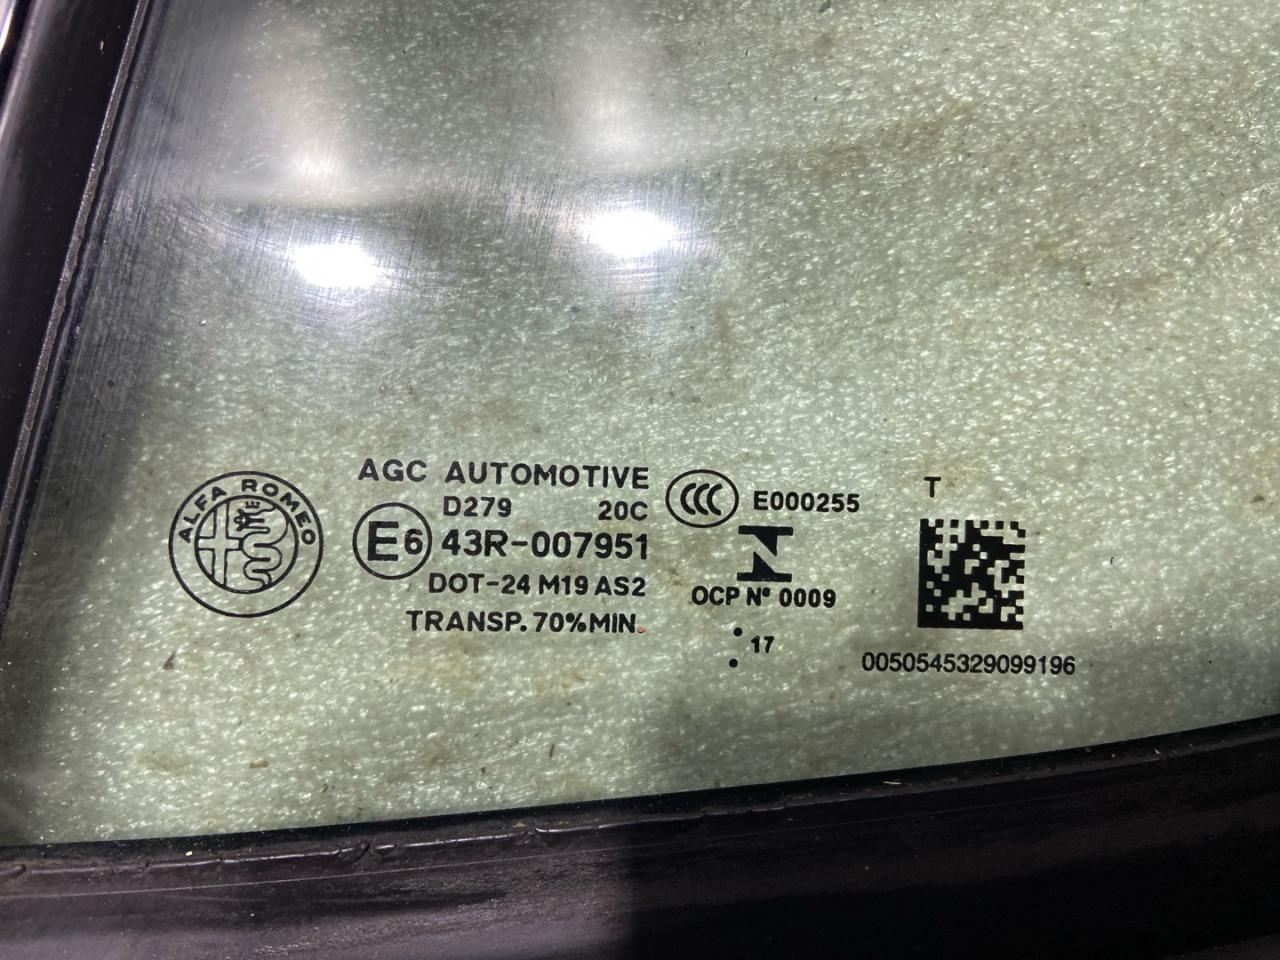 ALFA ROMEO
AGC AUTOMOTIVE
D279 20C
E6 43R-007951
DOT-24 M19 AS2
TRANSP. 70%MIN.
CCC E000255
N
OCP Nº 0009
17
T
0050545329099196